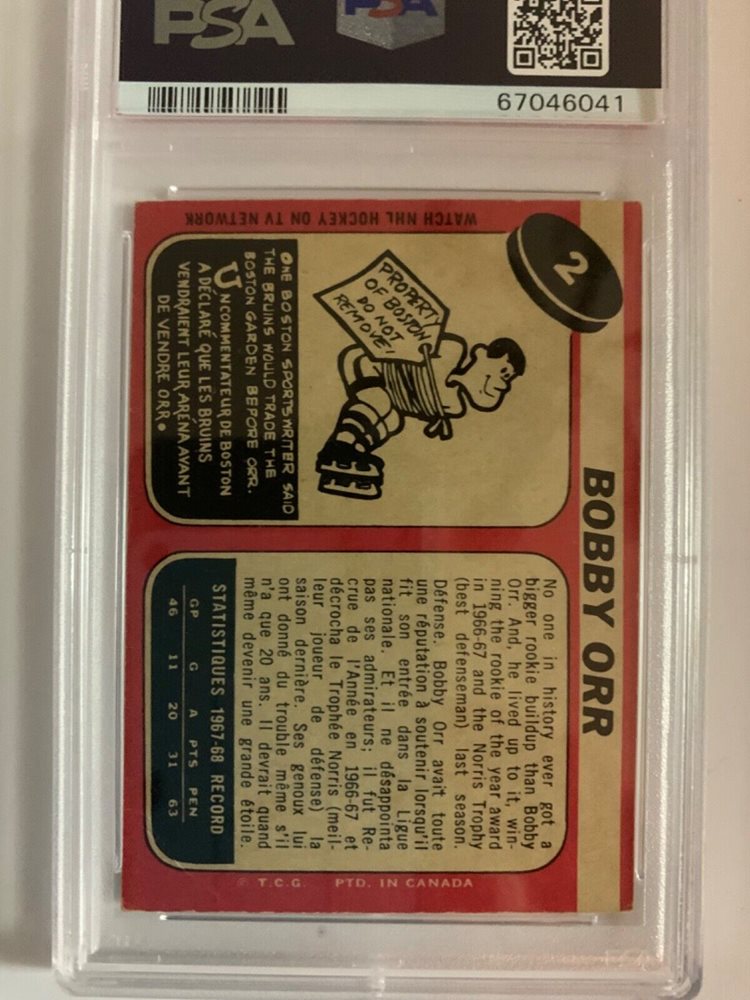 PSA
PSA
67046041
2
BOBBY ORR
WATCH NHL HOCKEY ON TV NETWORK
PROPERTY
OF BOSTON
DO NOT
REMOVE!
ONE BOSTON SPORTSWRITER SAID
THE BRUINS WOULD TRADE THE
BOSTON GARDEN BEFORE ORR.
UN COMMENTATEUR DE BOSTON
A DÉCLARÉ QUE LES BRUINS
VENDRAIENT LEUR ARÉNA AVANT
DE VENDRE ORR.
No one in history ever got a
bigger rookie buildup than Bobby
Orr. And, he lived up to it, win-
ning the rookie of the year award
in 1966-67 and the Norris Trophy
(best defenseman) last season.
Défense. Bobby Orr avait toute
une réputation à soutenir lorsqu'il
fit son entrée dans la Ligue
nationale. Et il ne désappointa
pas ses admirateurs; il fut Re-
crue de l'Année en 1966-67 et
décrocha le Trophée Norris (meil-
leur joueur de défense) la
saison dernière. Ses genoux lui
ont donné du trouble même s'il
n'a que 20 ans. Il devrait quand
même devenir une grande étoile.
STATISTIQUES 1967-68 RECORD
GP G A PTS PEN
46 11 20 31 63
© T.C.G. PTD. IN CANADA